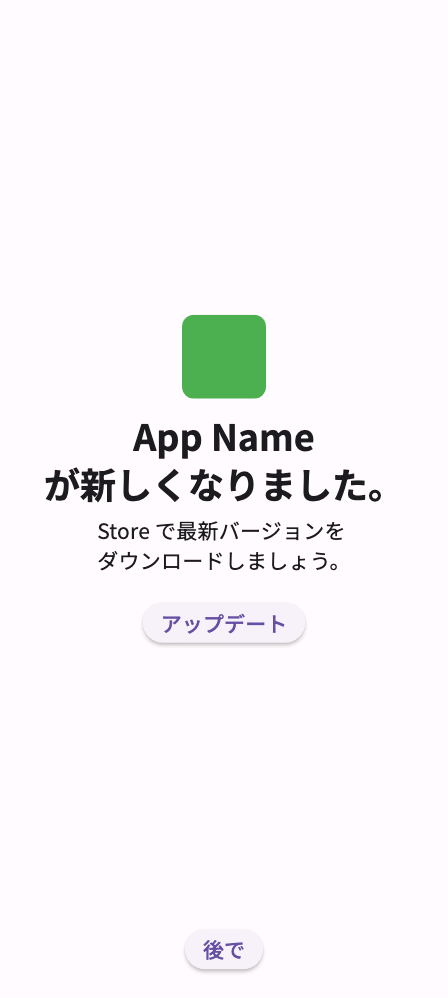 App Name
が新しくなりました。
Store で最新バージョンを
ダウンロードしましょう。
アップデート
後で